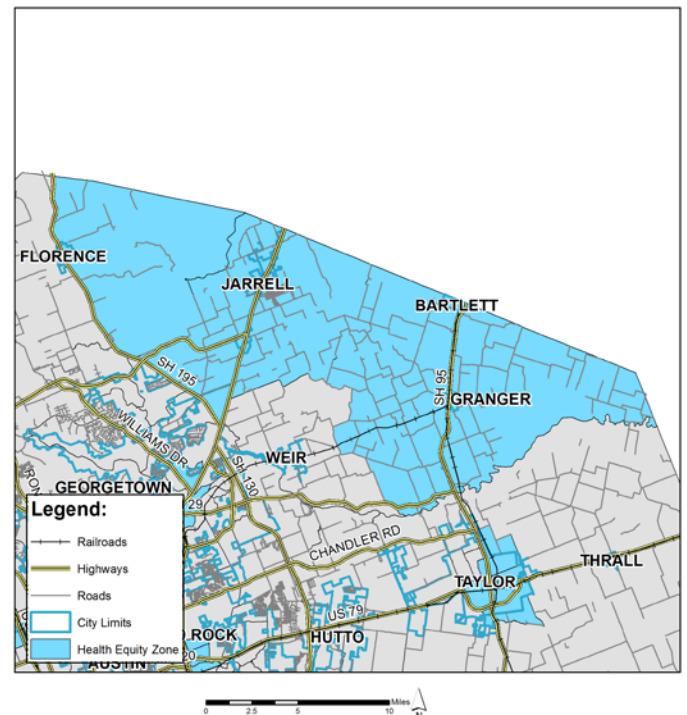 FLORENCE
JARRELL
BARTLETT
SH 195
SH 95
GRANGER
WILLIAMS DR
WEIR
SH 130
GEORGETOWN
29
CHANDLER RD
THRALL
TAYLOR
US 79
HUTTO
ROCK
20
AUSTIN
Legend:
Railroads
Highways
Roads
City Limits
Health Equity Zone
0 2.5 5 10 Miles
N